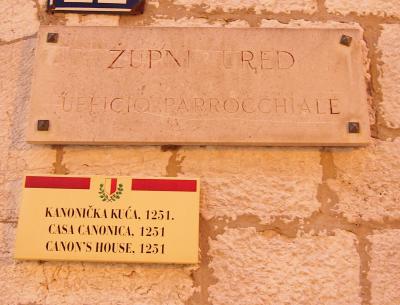 ŽUPNI URED
UFFICIO PARROCCHIALE
KANONIČKA KUĆA, 1251.
CASA CANONICA, 1251
CANON'S HOUSE, 1251